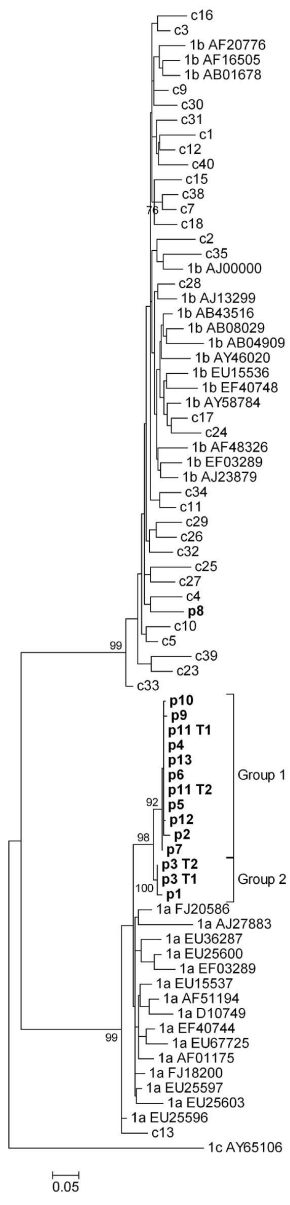 c16
c3
1b AF20776
1b AF16505
1b AB01678
c9
c30
c31
c1
c12
c40
c15
c38
76 c7
c18
c2
c35
1b AJ00000
c28
1b AJ13299
1b AB43516
1b AB08029
1b AB04909
1b AY46020
1b EU15536
1b EF40748
1b AY58784
c17
c24
1b AF48326
1b EF03289
1b AJ23879
c34
c11
c29
c26
c32
c25
c27
c4
p8
c10
c5
99
c39
c23
c33
p10
p9
p11 T1
p4
p13
p6
Group 1
p11 T2
p5
92
p12
p2
98
p7
p3 T2
p3 T1
Group 2
100
p1
1a FJ20586
1a AJ27883
1a EU36287
1a EU25600
1a EF03289
1a EU15537
1a AF51194
1a D10749
1a EF40744
99
1a EU67725
1a AF01175
1a FJ18200
1a EU25597
1a EU25603
1a EU25596
c13
1c AY65106
0.05